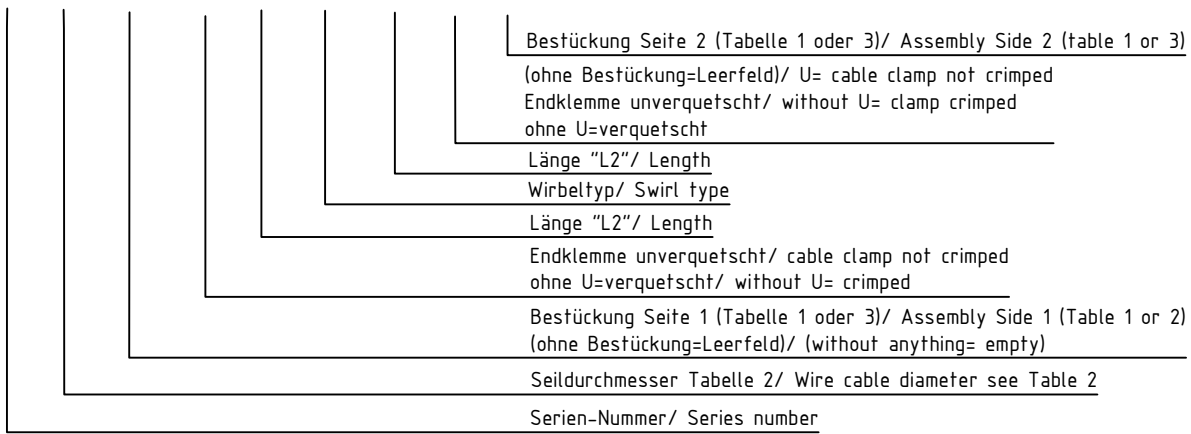 Bestückung Seite 2 (Tabelle 1 oder 3)/ Assembly Side 2 (table 1 or 3)
(ohne Bestückung=Leerfeld)/ U= cable clamp not crimped
Endklemme unverquetscht/ without U= clamp crimped
ohne U=verquetscht
Länge "L2"/ Length
Wirbeltyp/ Swirl type
Länge "L2"/ Length
Endklemme unverquetscht/ cable clamp not crimped
ohne U=verquetscht/ without U= crimped
Bestückung Seite 1 (Tabelle 1 oder 3)/ Assembly Side 1 (Table 1 or 2)
(ohne Bestückung=Leerfeld)/ (without anything= empty)
Seildurchmesser Tabelle 2/ Wire cable diameter see Table 2
Serien-Nummer/ Series number